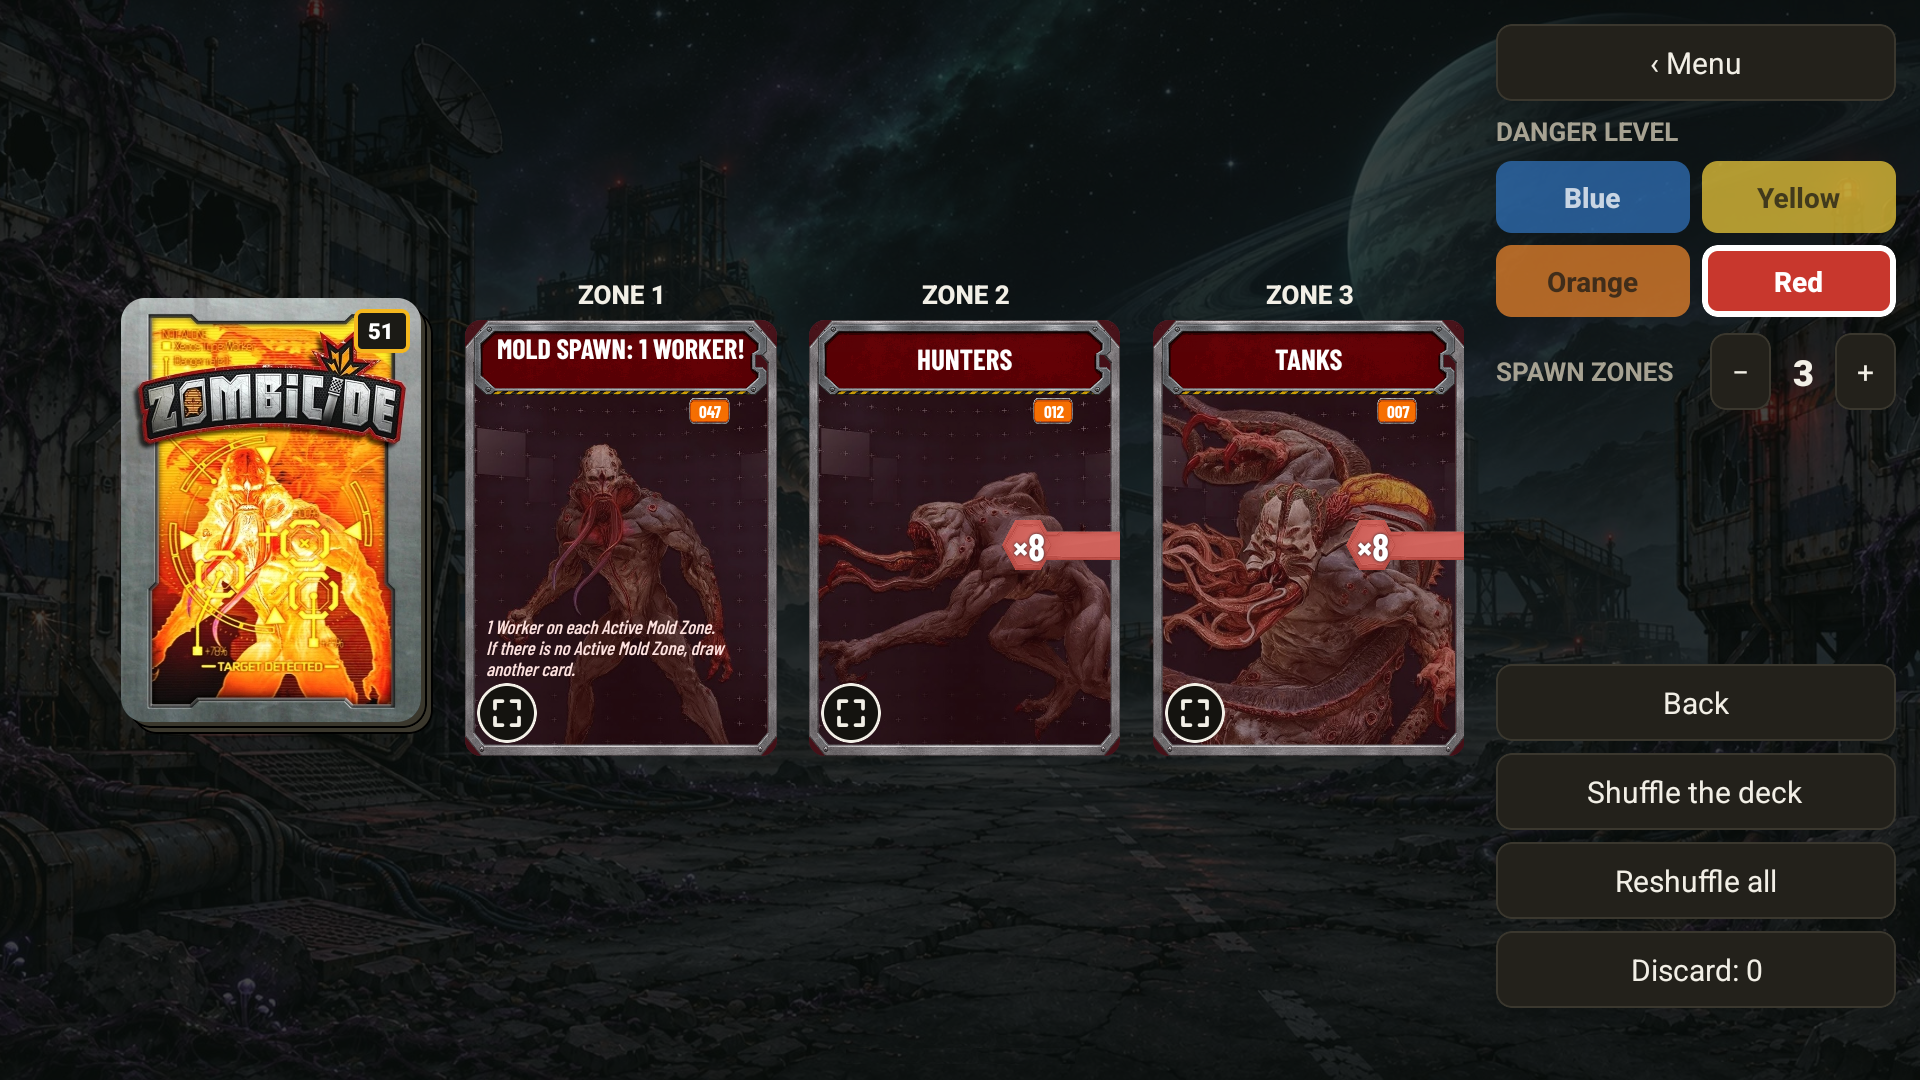 ‹ Menu
DANGER LEVEL
Blue
Yellow
Orange
Red
SPAWN ZONES
−
3
+
51
ZOMBICIDE
TARGET DETECTED
ZONE 1
MOLD SPAWN: 1 WORKER!
047
1 Worker on each Active Mold Zone.
If there is no Active Mold Zone, draw
another card.
ZONE 2
HUNTERS
012
×8
ZONE 3
TANKS
007
×8
Back
Shuffle the deck
Reshuffle all
Discard: 0